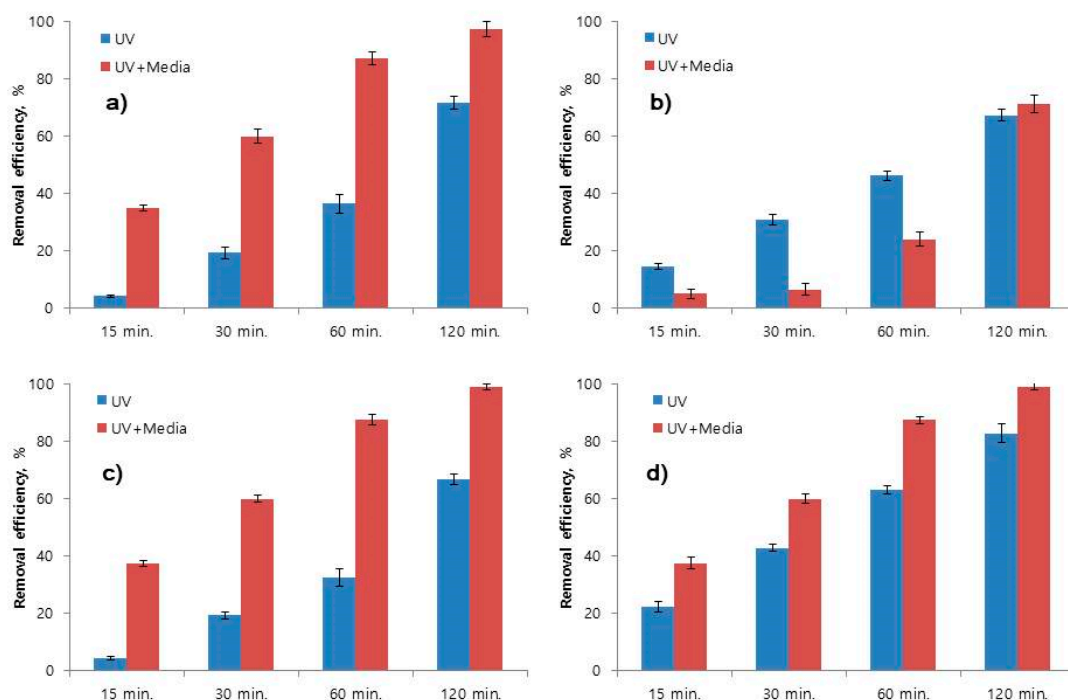 100
80
60
40
20
0
Removal efficiency, %
UV
UV+Media
a)
15 min.
30 min.
60 min.
120 min.
100
80
60
40
20
0
Removal efficiency, %
UV
UV+Media
b)
15 min.
30 min.
60 min.
120 min.
100
80
60
40
20
0
Removal efficiency, %
UV
UV+Media
c)
15 min.
30 min.
60 min.
120 min.
100
80
60
40
20
0
Removal efficiency, %
UV
UV+Media
d)
15 min.
30 min.
60 min.
120 min.